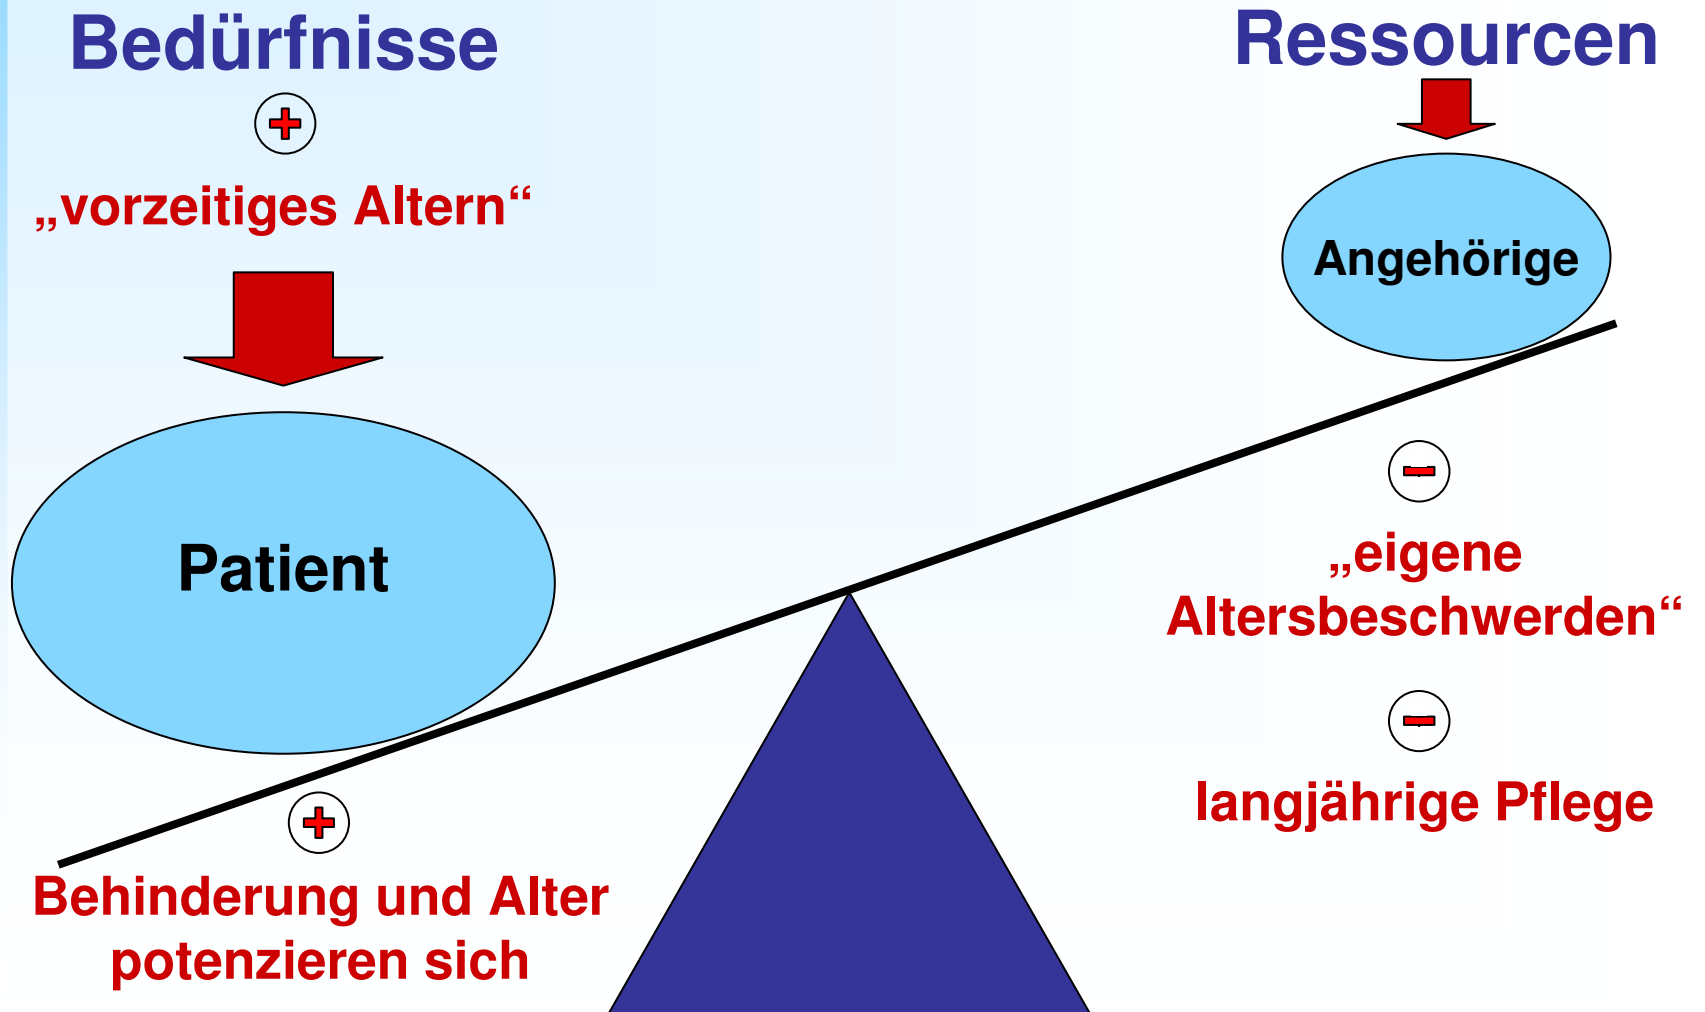 Bedürfnisse
„vorzeitiges Altern“
Patient
Behinderung und Alter
potenzieren sich
Ressourcen
Angehörige
„eigene
Altersbeschwerden“
langjährige Pflege